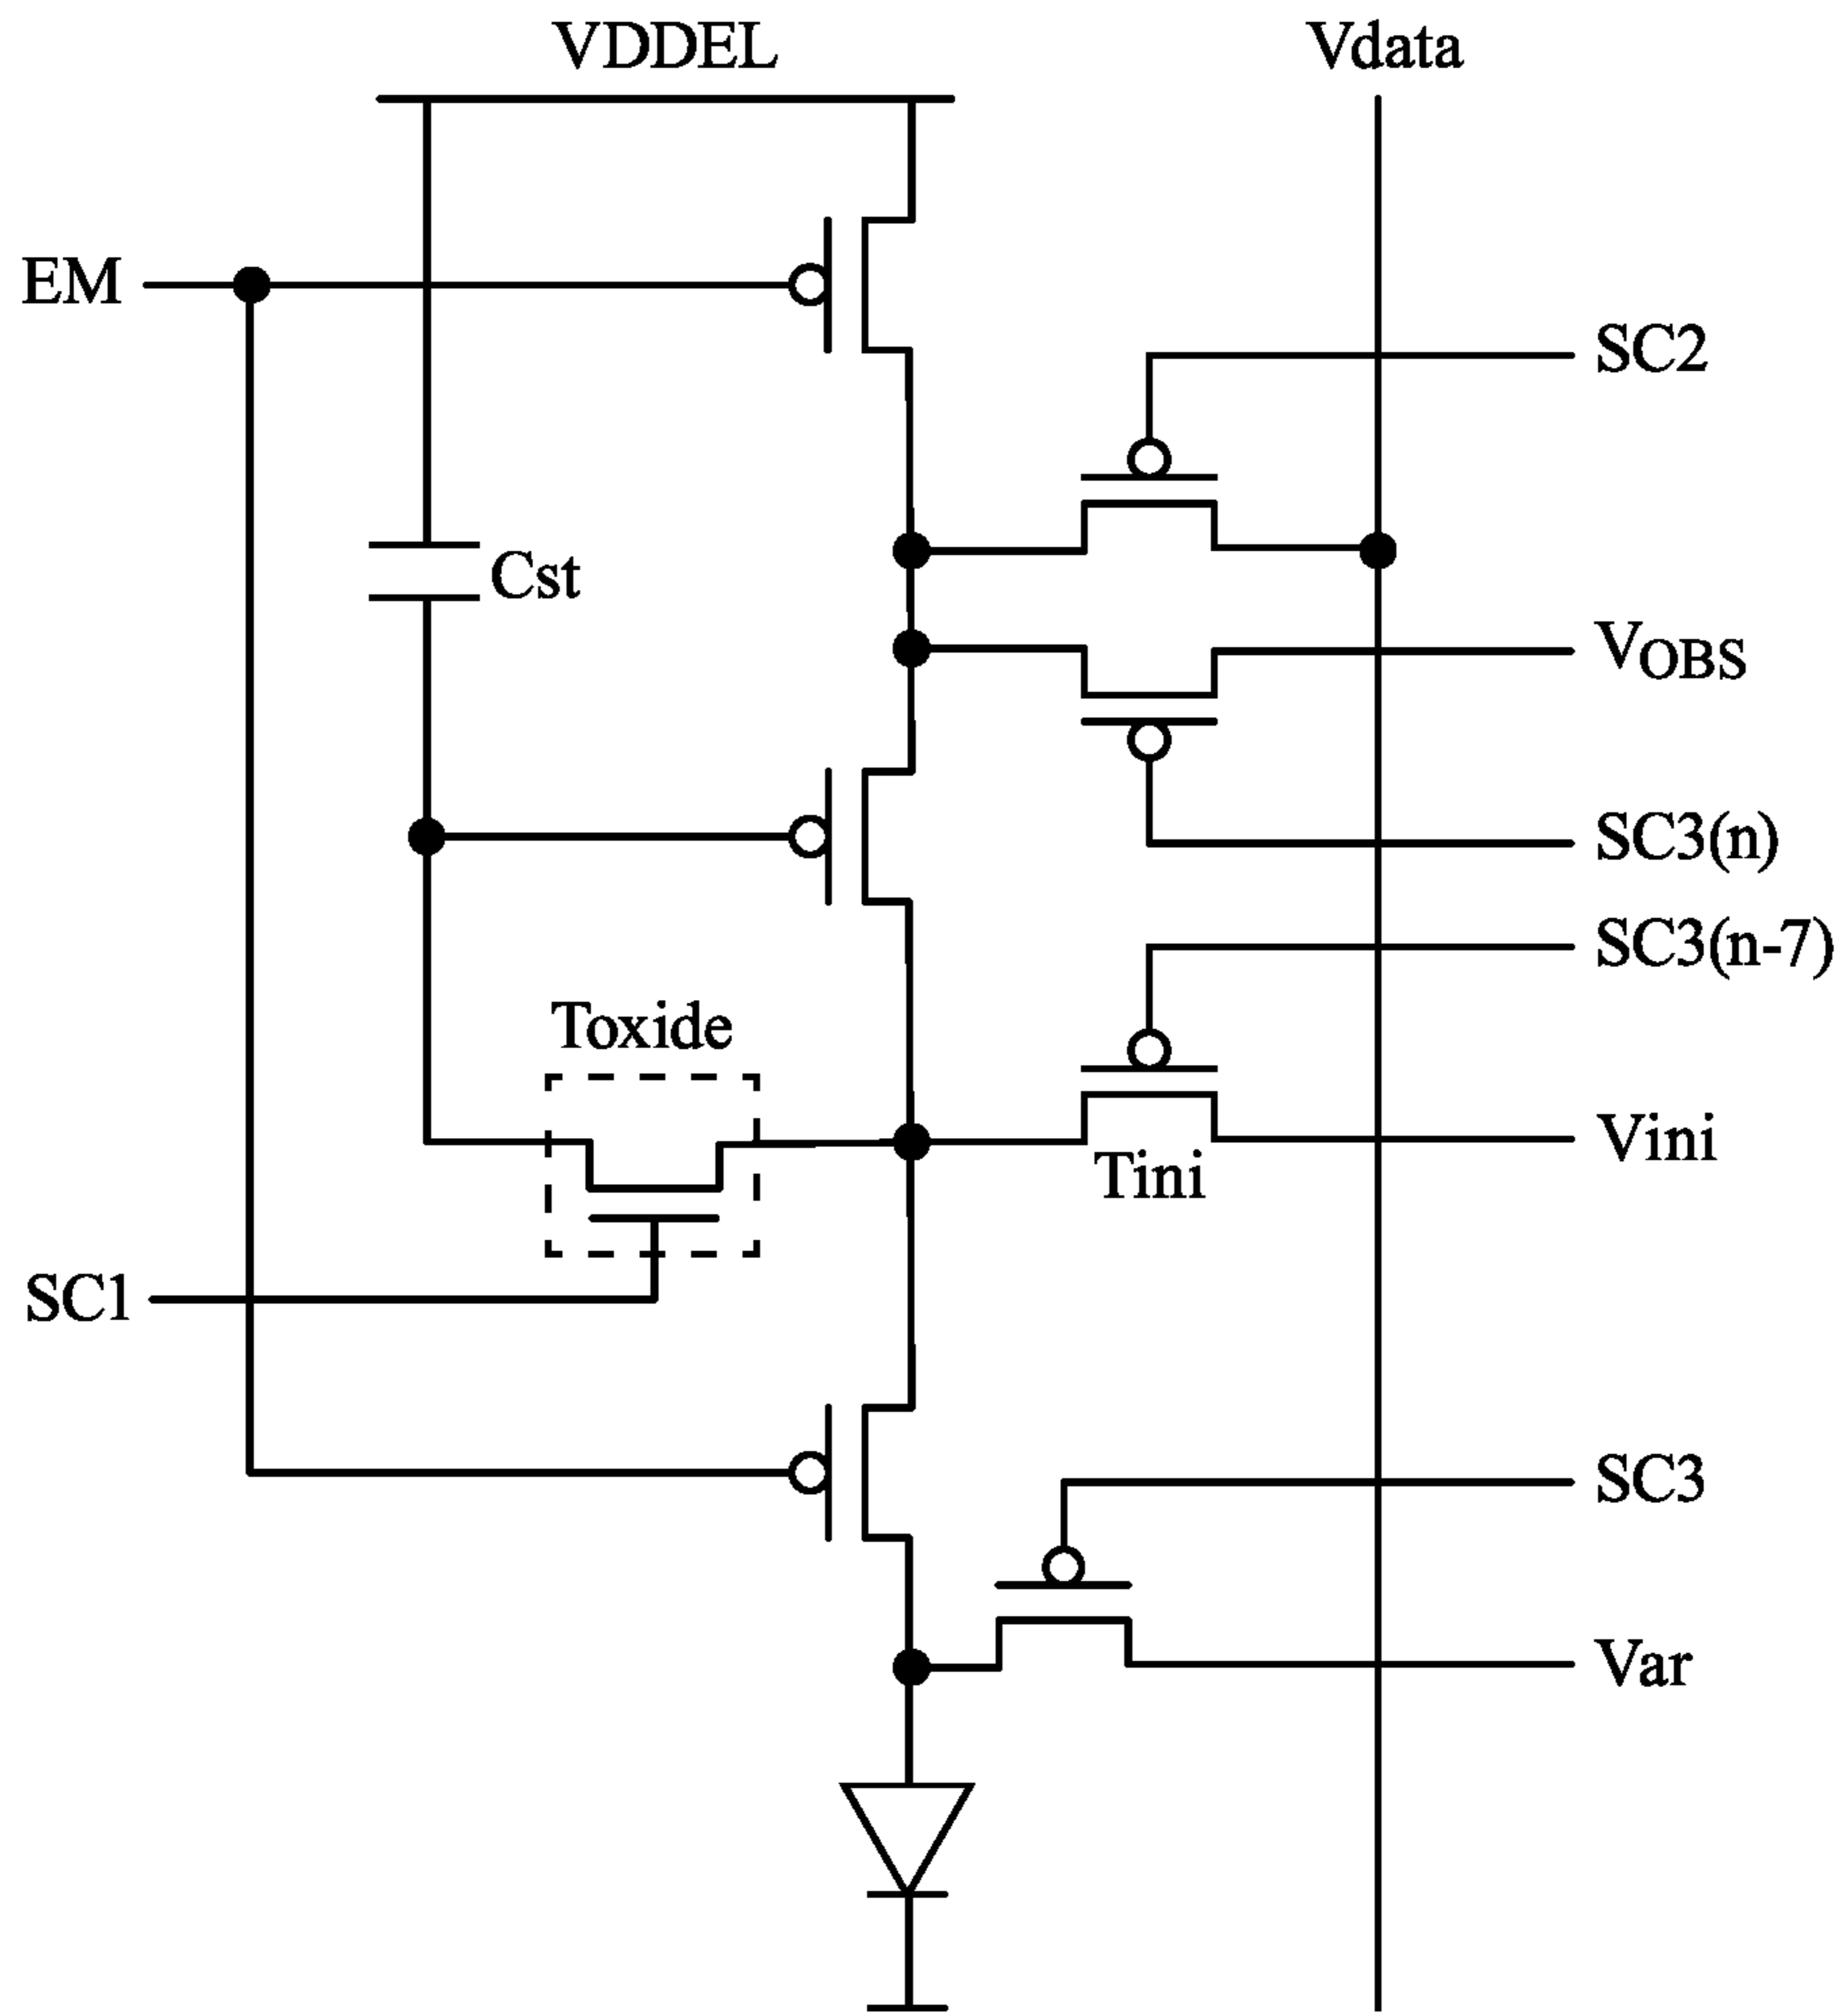 VDDEL
Vdata
EM
SC2
Cst
VOBS
SC3(n)
SC3(n-7)
Toxide
Vini
Tini
SC1
SC3
Var